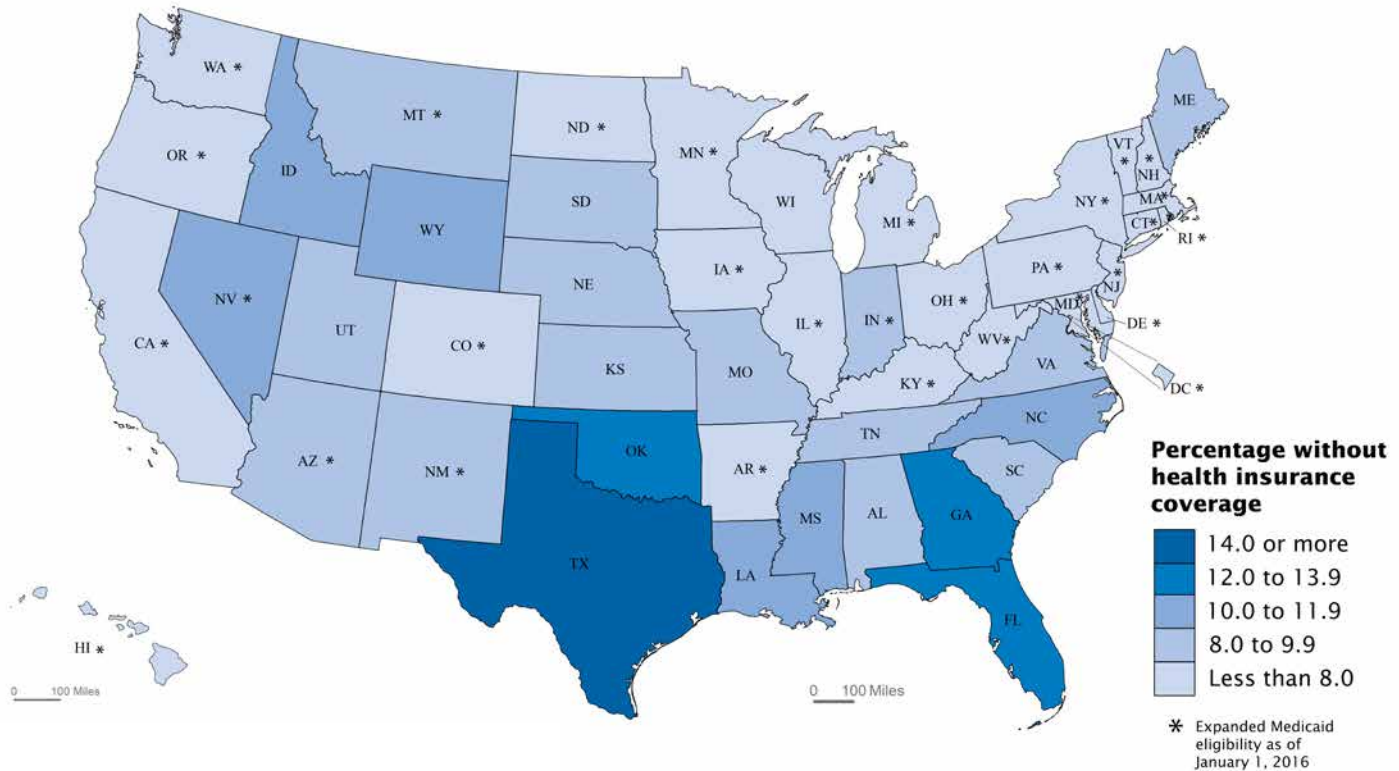 WA *
MT *
ND *
MN *
ME
OR *
ID
SD
WI
VT
*
*
NH
NY *
MA *
MI *
CT *
RI *
WY
NE
IA *
PA *
*
NJ
NV *
UT
CO *
IL *
IN *
OH *
MD *
DE *
CA *
KS
MO
WV *
VA
KY *
DC *
AZ *
NM *
OK
AR *
TN
NC
SC
MS
AL
GA
TX
LA
FL
HI *
0 100 Miles
0 100 Miles
Percentage without
health insurance
coverage
14.0 or more
12.0 to 13.9
10.0 to 11.9
8.0 to 9.9
Less than 8.0
* Expanded Medicaid
eligibility as of
January 1, 2016